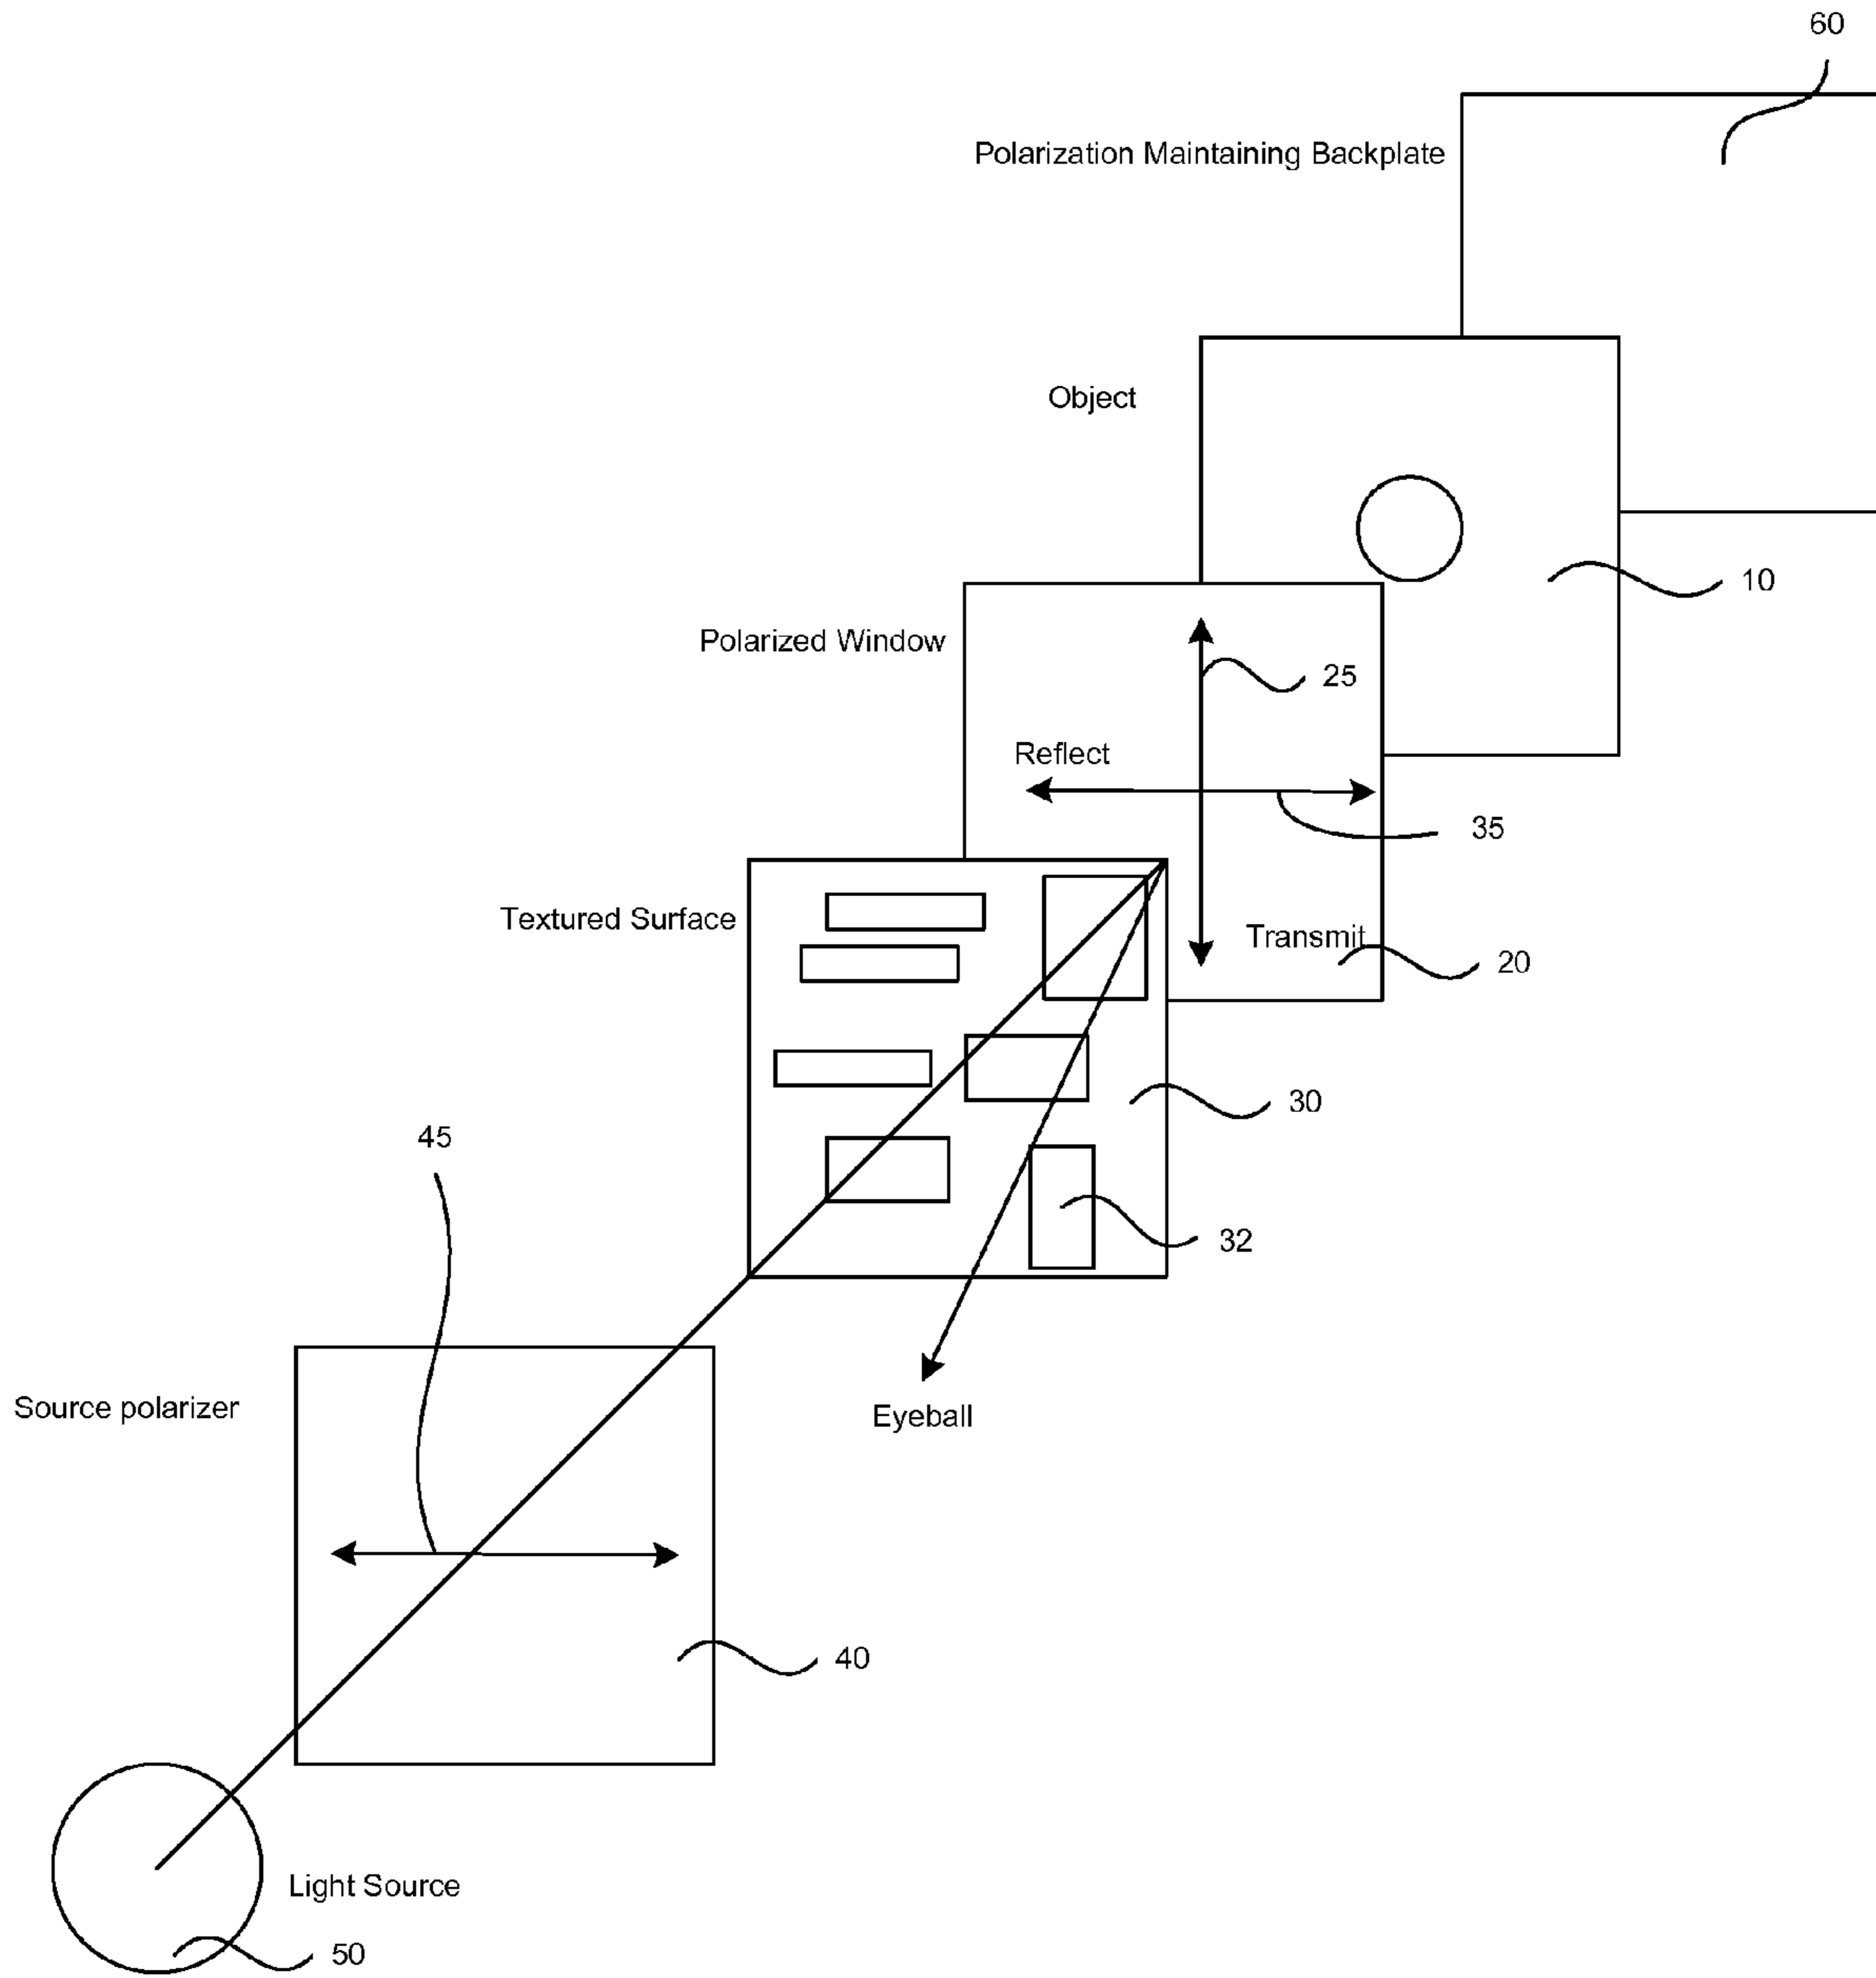 60
Polarization Maintaining Backplate
Object
10
Polarized Window
25
Reflect
35
Textured Surface
Transmit
20
30
45
32
Source polarizer
Eyeball
40
Light Source
50